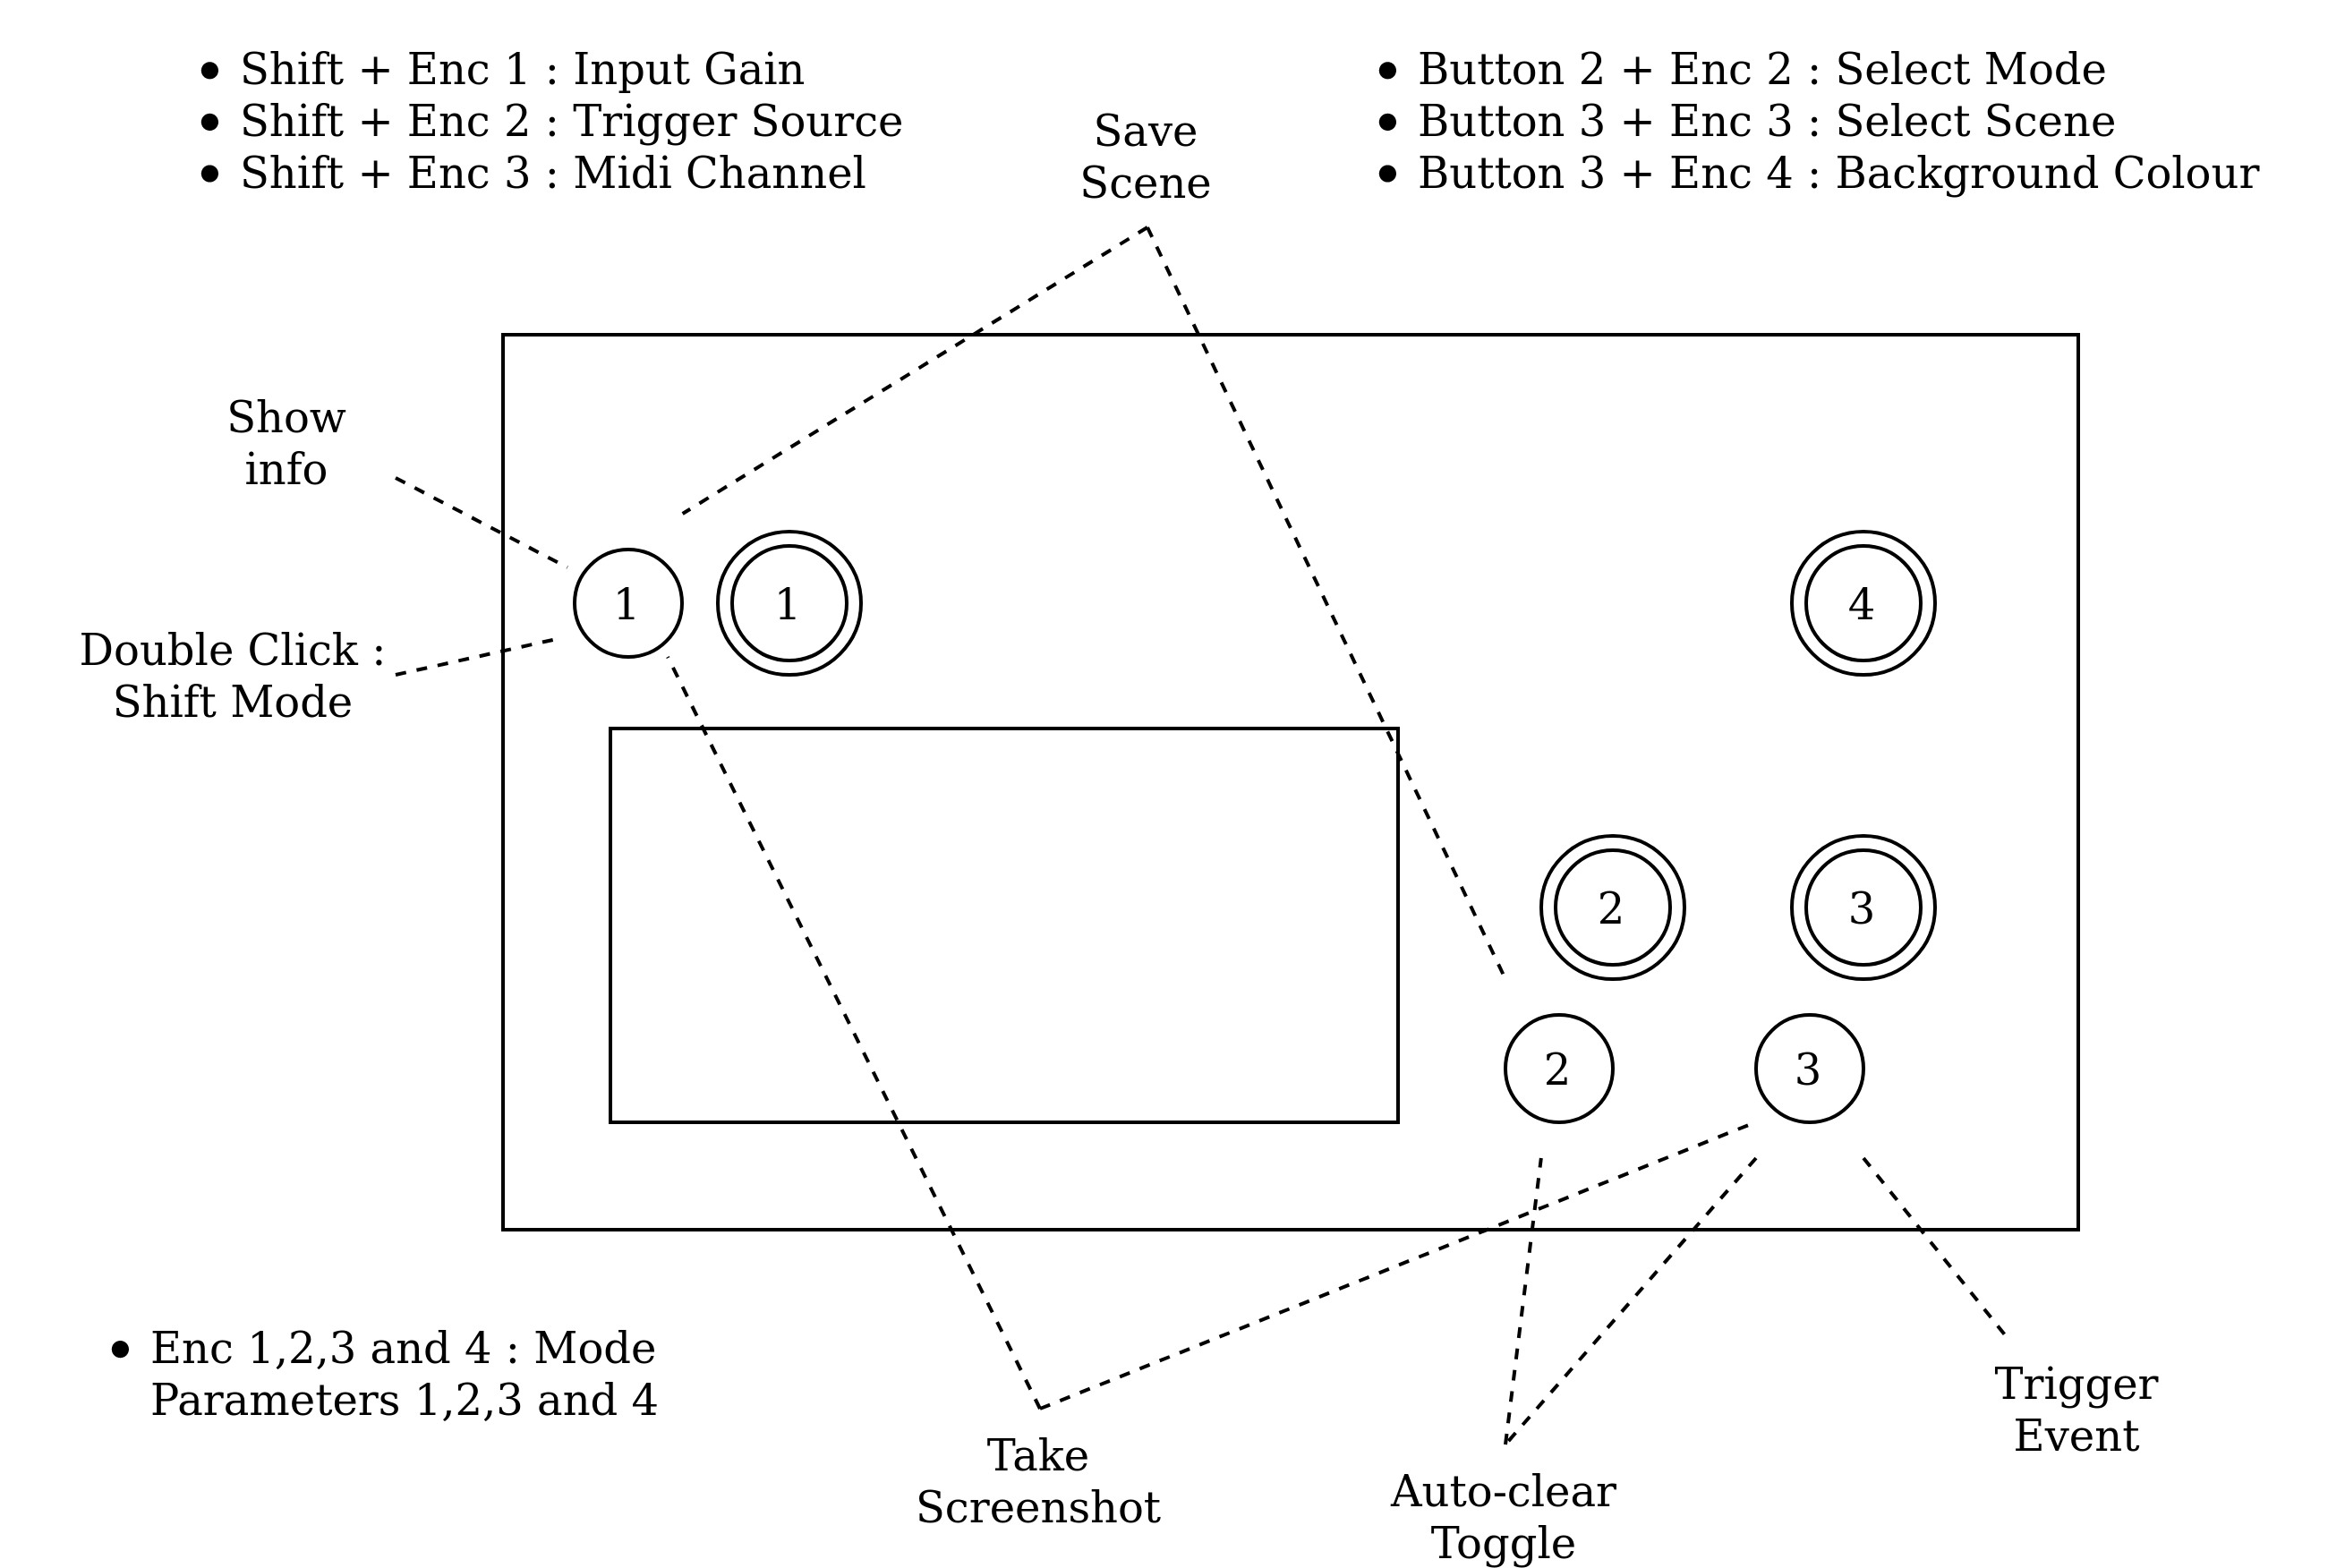 Shift + Enc 1 : Input Gain
Shift + Enc 2 : Trigger Source
Shift + Enc 3 : Midi Channel
Save
Scene
Button 2 + Enc 2 : Select Mode
Button 3 + Enc 3 : Select Scene
Button 3 + Enc 4 : Background Colour
Show
info
1
1
4
Double Click :
Shift Mode
2
3
2
3
Enc 1,2,3 and 4 : Mode
Parameters 1,2,3 and 4
Take
Screenshot
Auto-clear
Toggle
Trigger
Event